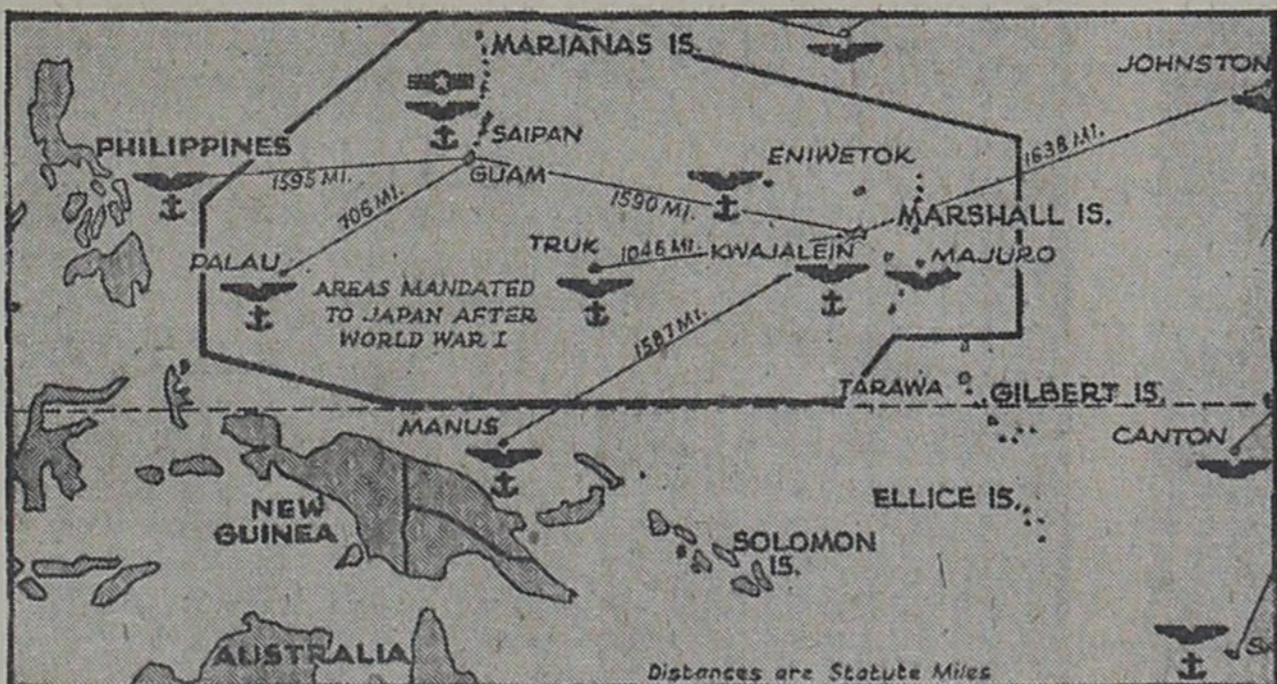 MARIANAS IS.
JOHNSTON
PHILIPPINES
SAIPAN
GUAM
ENIWETOK
1638 MI.
1595 MI.
706 MI.
1590 MI.
MARSHALL IS.
PALAU
TRUK
1046 MI.
KWAJALEIN
MAJURO
AREAS MANDATED
TO JAPAN AFTER
WORLD WAR I
1587 MI.
TARAWA
GILBERT IS.
MANUS
CANTON
NEW
GUINEA
ELLICE IS.
SOLOMON
IS.
AUSTRALIA
Distances are Statute Miles